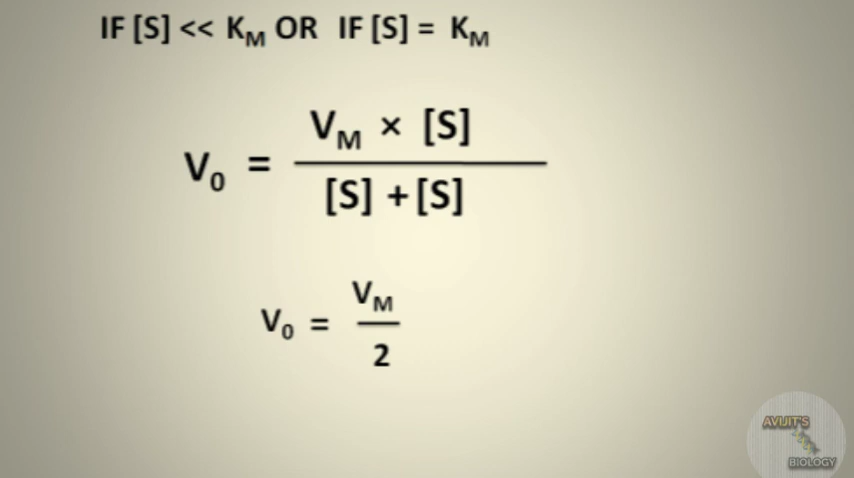 IF [S] << KM OR IF [S] = KM
V0 = VM × [S]
[S] + [S]
V0 = VM
2
AVIJIT'S
BIOLOGY